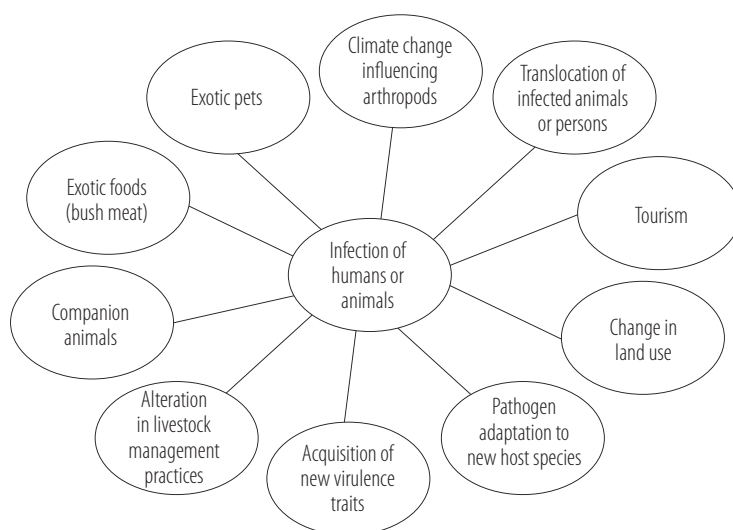 Climate change
influencing
arthropods
Translocation of
infected animals
or persons
Exotic pets
Exotic foods
(bush meat)
Tourism
Infection of
humans or
animals
Companion
animals
Change in
land use
Alteration
in livestock
management
practices
Acquisition of
new virulence
traits
Pathogen
adaptation to
new host species